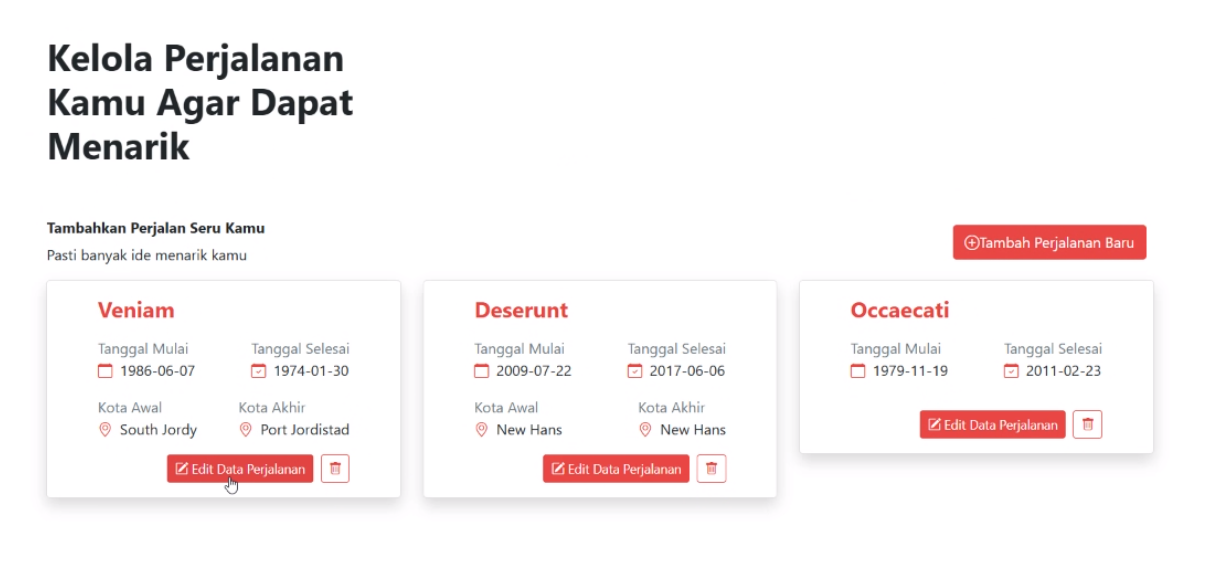 Kelola Perjalanan
Kamu Agar Dapat
Menarik
Tambahkan Perjalan Seru Kamu
Pasti banyak ide menarik kamu
Tambah Perjalanan Baru
Veniam
Tanggal Mulai Tanggal Selesai
1986-06-07 1974-01-30
Kota Awal Kota Akhir
South Jordy Port Jordistad
Edit Data Perjalanan
Deserunt
Tanggal Mulai Tanggal Selesai
2009-07-22 2017-06-06
Kota Awal Kota Akhir
New Hans New Hans
Edit Data Perjalanan
Occaecati
Tanggal Mulai Tanggal Selesai
1979-11-19 2011-02-23
Edit Data Perjalanan